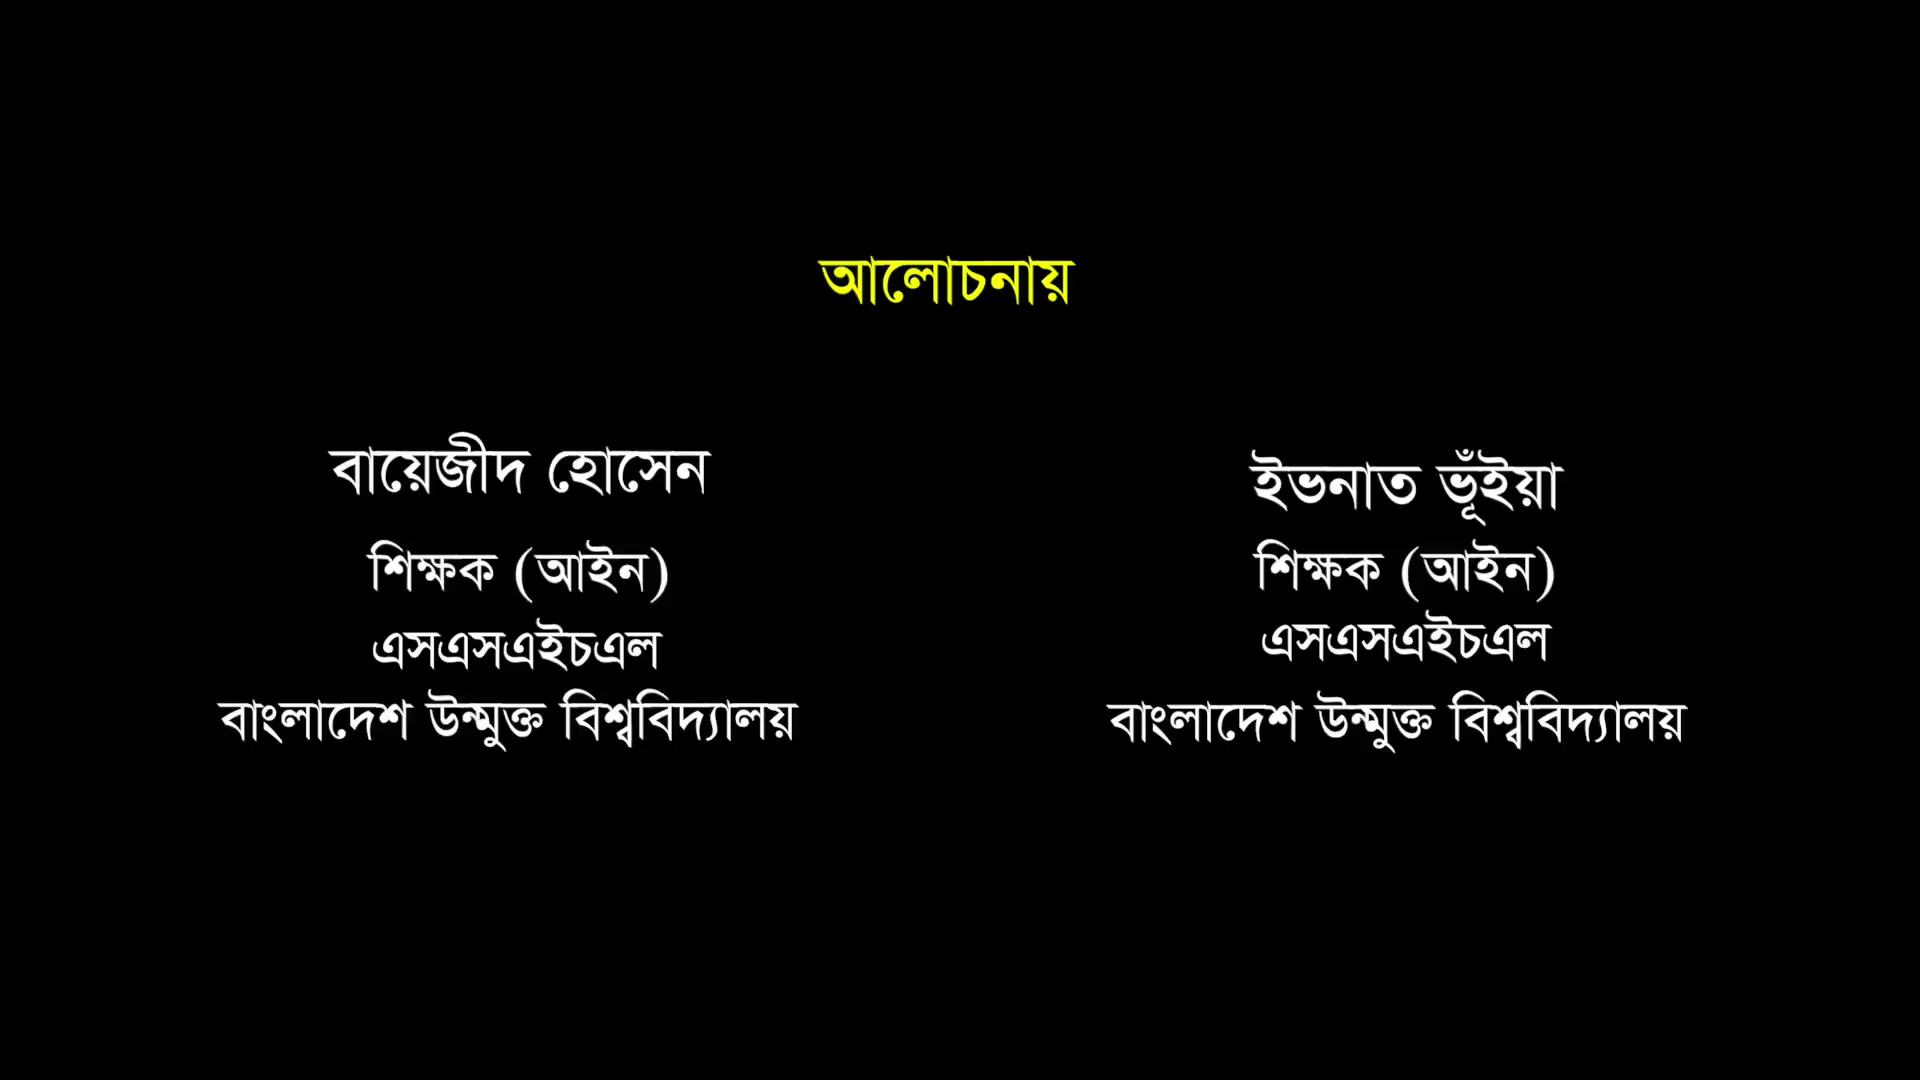 আলোচনায়
বায়েজীদ হোসেন
শিক্ষক (আইন)
এসএসএইচএল
বাংলাদেশ উন্মুক্ত বিশ্ববিদ্যালয়
ইভনাত ভূঁইয়া
শিক্ষক (আইন)
এসএসএইচএল
বাংলাদেশ উন্মুক্ত বিশ্ববিদ্যালয়